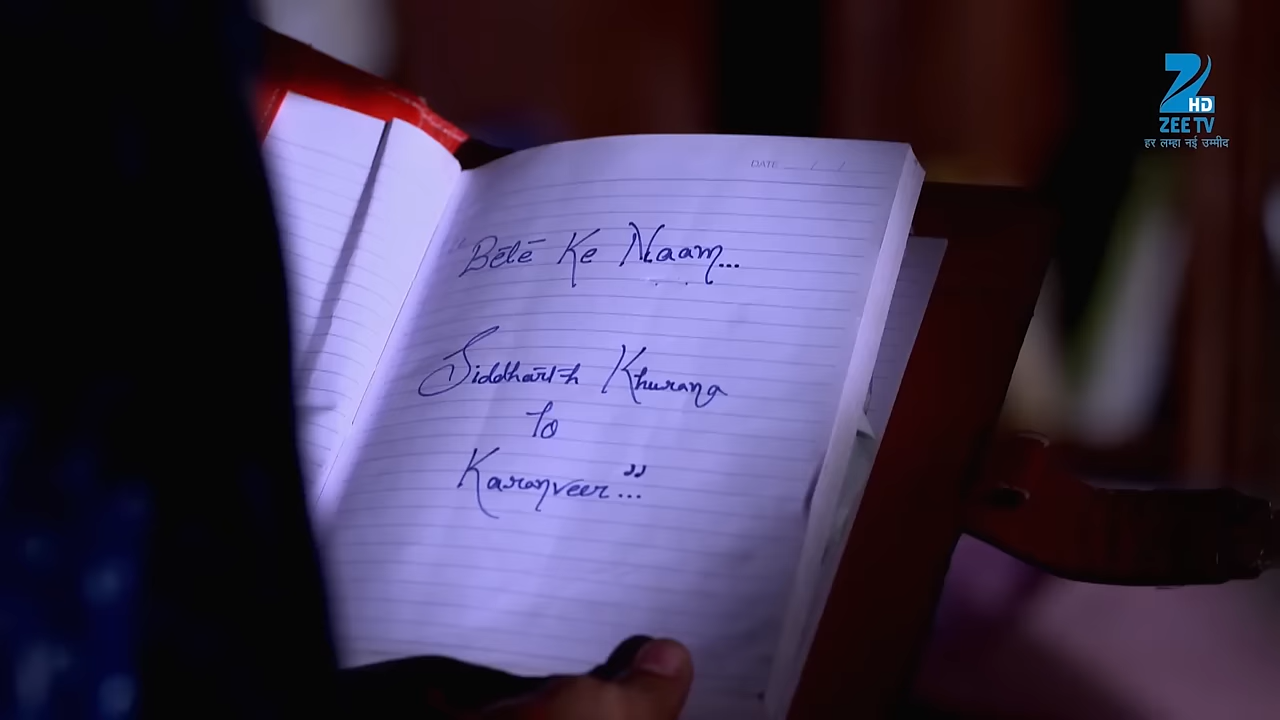 HD
ZEE TV
हर लम्हा नई उम्मीद
DATE
"Bete Ke Naam...
Siddharth Khurana
To
Karanveer"...